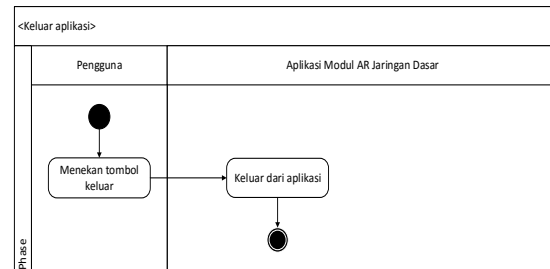 <Keluar aplikasi>
Pengguna
Aplikasi Modul AR Jaringan Dasar
Menekan tombol
keluar
Keluar dari aplikasi
Phase